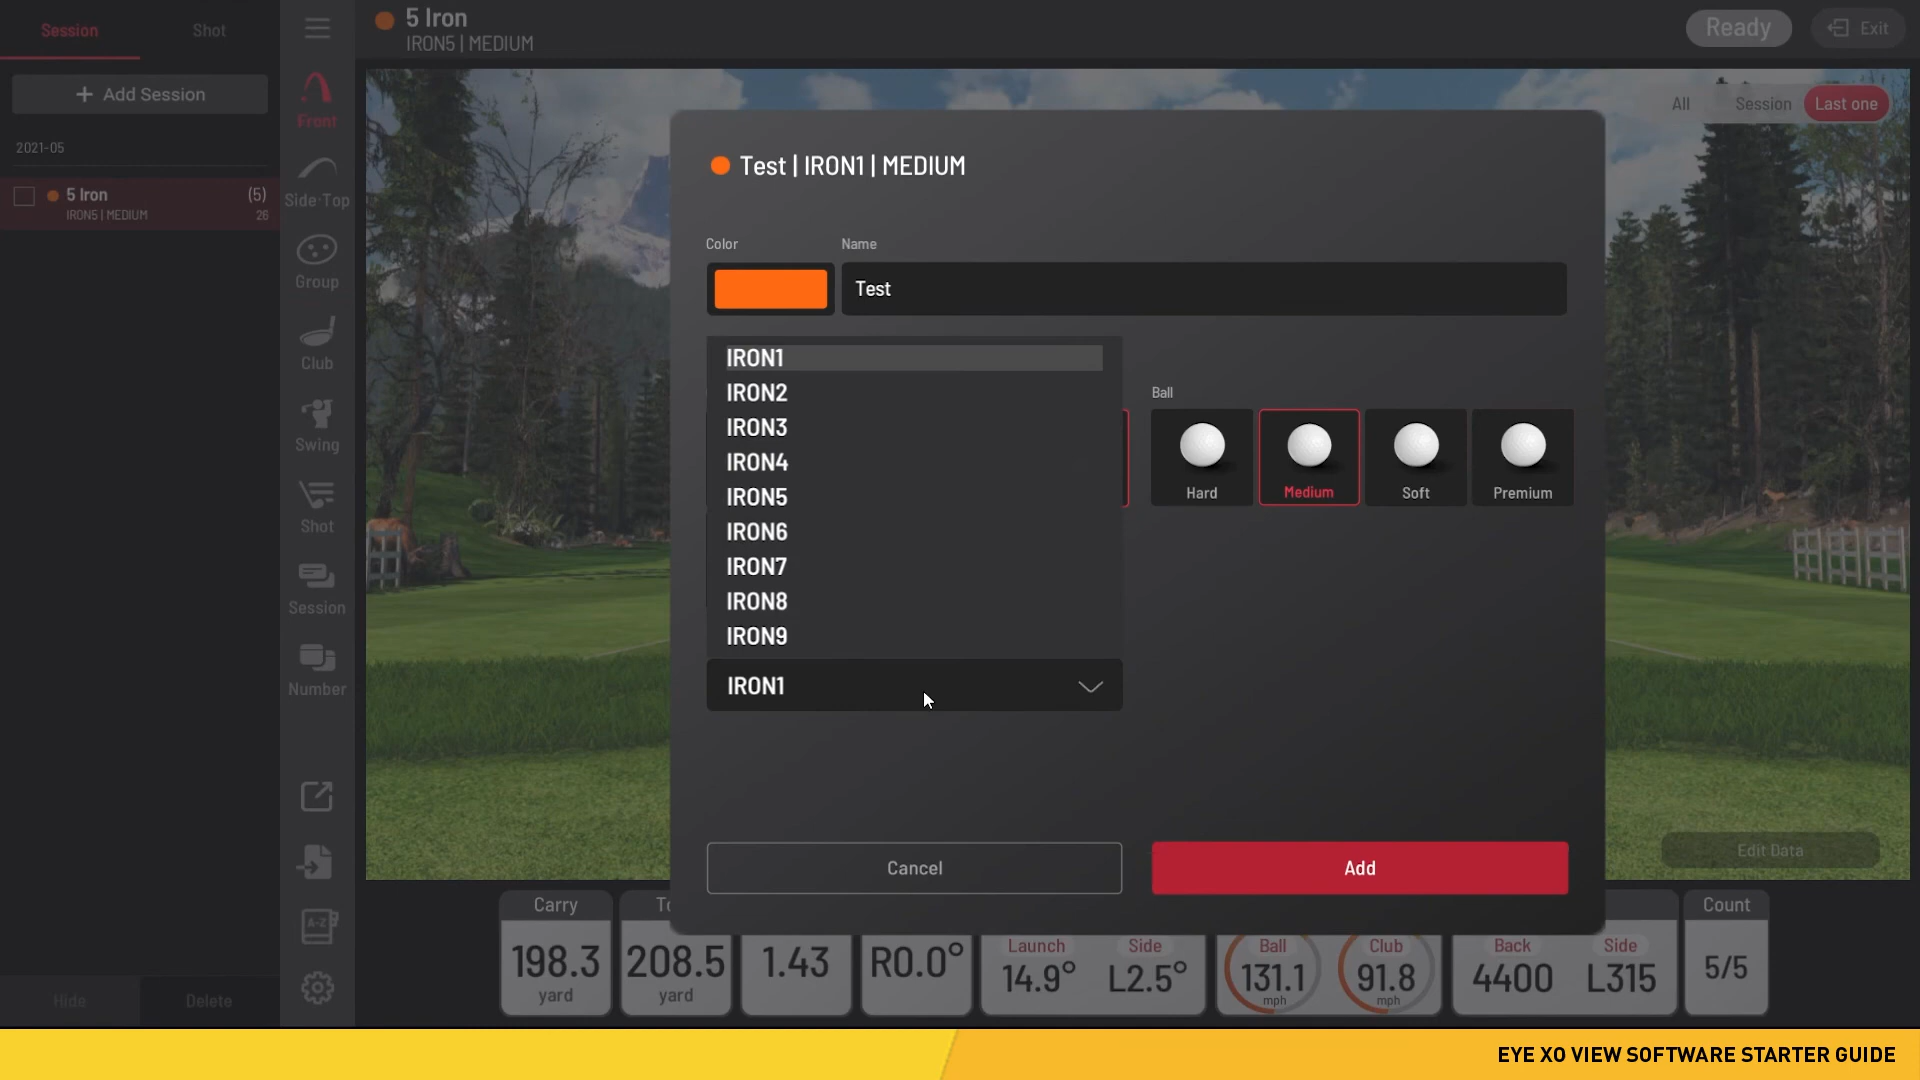 Session
Shot
5 Iron
IRON5 | MEDIUM
Ready
Exit
+ Add Session
2021-05
5 Iron (5)
IRON5 | MEDIUM 26
Front
Side·Top
Group
Club
Swing
Shot
Session
Number
A-Z
Hide
Delete
All
Session
Last one
Test | IRON1 | MEDIUM
Color
Name
Test
IRON1
IRON2
IRON3
IRON4
IRON5
IRON6
IRON7
IRON8
IRON9
IRON1
Ball
Hard
Medium
Soft
Premium
Cancel
Add
Edit Data
Carry
198.3
yard
208.5
yard
1.43
R0.0°
Launch
14.9°
Side
L2.5°
Ball
131.1
mph
Club
91.8
mph
Back
4400
Side
L315
Count
5/5
EYE XO VIEW SOFTWARE STARTER GUIDE